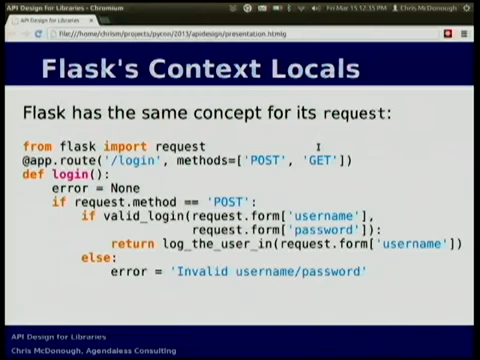 API Design for Libraries - Chromium
Fri Mar 15 12:35 PM
Chris McDonough
API Design for Libraries
file:///home/chrism/projects/pycon/2013/apidesign/presentation.html
Flask's Context Locals
Flask has the same concept for its request:
from flask import request
@app.route('/login', methods=['POST', 'GET'])
def login():
error = None
if request.method == 'POST':
if valid_login(request.form['username'],
request.form['password']):
return log_the_user_in(request.form['username'])
else:
error = 'Invalid username/password'
API Design for Libraries
Chris McDonough, Agendaless Consulting